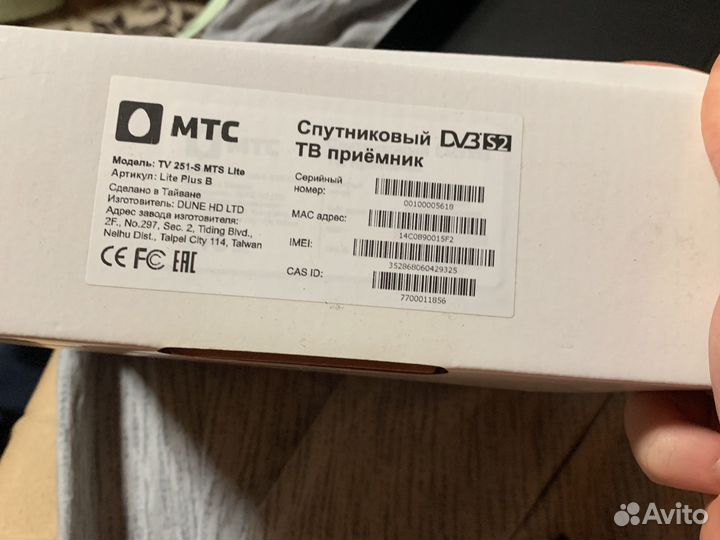 МТС
Спутниковый DVB S2
ТВ приёмник
Модель: TV 251-S MTS Lite
Артикул: Lite Plus B
Сделано в Тайване
Изготовитель: DUNE HD LTD
Адрес завода изготовителя:
2F., No.297, Sec. 2, Tiding Blvd.,
Neihu Dist., Taipei City 114, Taiwan
CE FC EAC
Серийный
номер:
00100005618
MAC адрес:
14C0890015F2
IMEI:
352868060429325
CAS ID:
7700011856
Avito